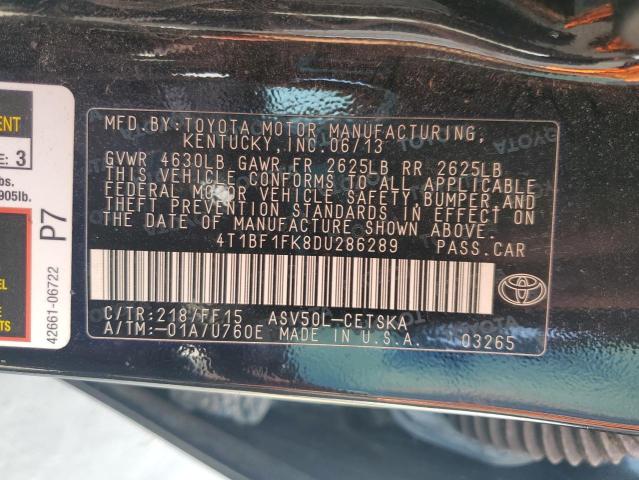 MFD.BY:TOYOTA MOTOR MANUFACTURING,
KENTUCKY, INC. 06/13
GVWR 4630LB GAWR FR 2625LB RR 2625LB
THIS VEHICLE CONFORMS TO ALL APPLICABLE
FEDERAL MOTOR VEHICLE SAFETY, BUMPER, AND
THEFT PREVENTION STANDARDS IN EFFECT ON
THE DATE OF MANUFACTURE SHOWN ABOVE.
4T1BF1FK8DU286289 PASS.CAR
C/TR:218/FF15 ASV50L-CETSKA
A/TM:-01A/U760E MADE IN U.S.A. 03265
TOYOTA
3
905lb.
P7
42661-06722